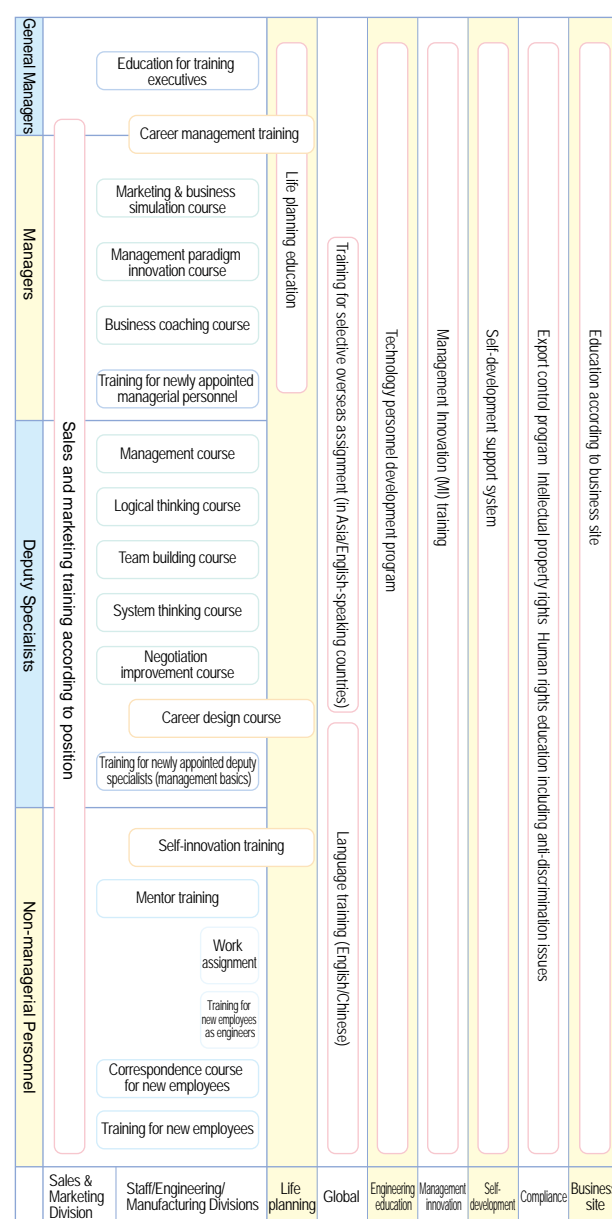 General Managers
Education for training
executives
Career management training
Managers
Marketing & business
simulation course
Management paradigm
innovation course
Business coaching course
Training for newly appointed
managerial personnel
Sales and marketing training according to position
Deputy Specialists
Management course
Logical thinking course
Team building course
System thinking course
Negotiation
improvement course
Career design course
Training for newly appointed deputy
specialists (management basics)
Non-managerial Personnel
Self-innovation training
Mentor training
Work
assignment
Training for
new employees
as engineers
Correspondence course
for new employees
Training for new employees
Life planning education
Training for selective overseas assignment (in Asia/English-speaking countries)
Language training (English/Chinese)
Technology personnel development program
Management Innovation (MI) training
Self-development support system
Export control program Intellectual property rights Human rights education including anti-discrimination issues
Education according to business site
Sales &
Marketing
Division
Staff/Engineering/
Manufacturing Divisions
Life
planning
Global
Engineering
education
Management
innovation
Self-
development
Compliance
Business
site